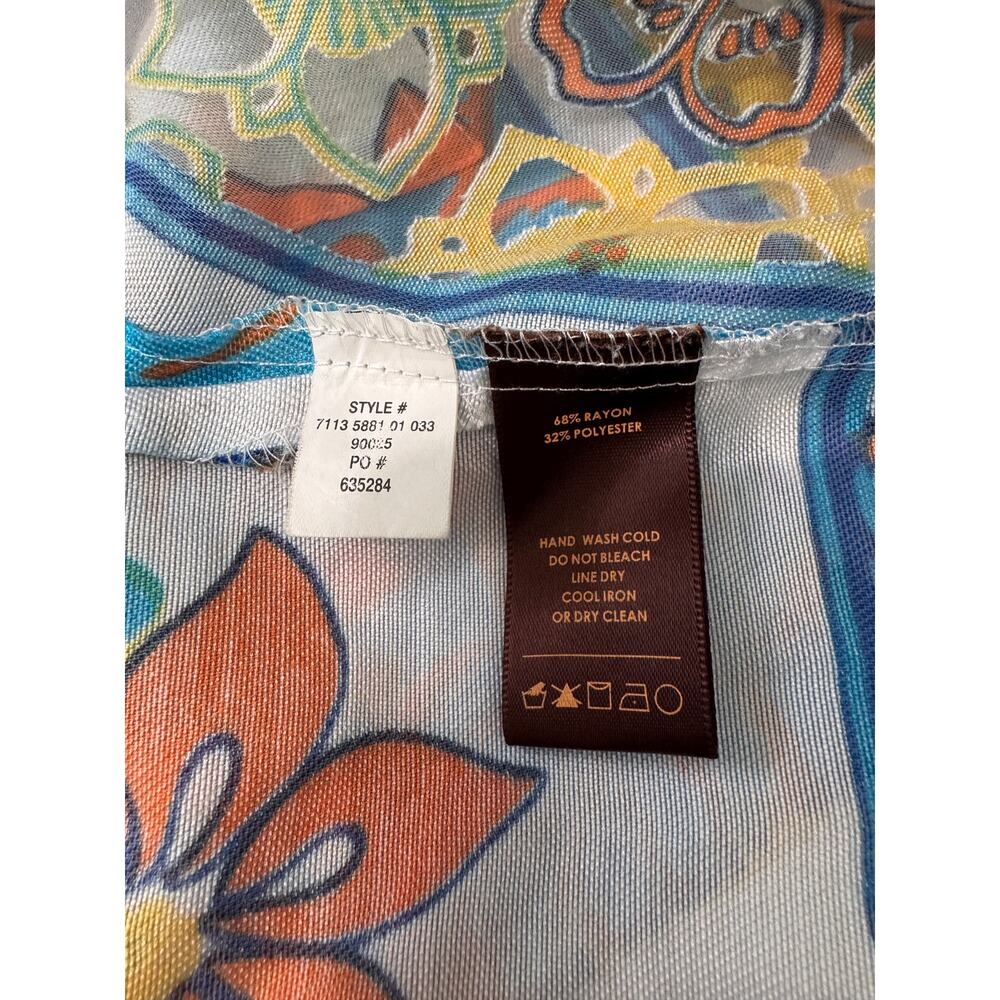 STYLE #
7113 5881 01 033
PO #
635284
68% RAYON
32% POLYESTER
HAND WASH COLD
DO NOT BLEACH
LINE DRY
COOL IRON
OR DRY CLEAN